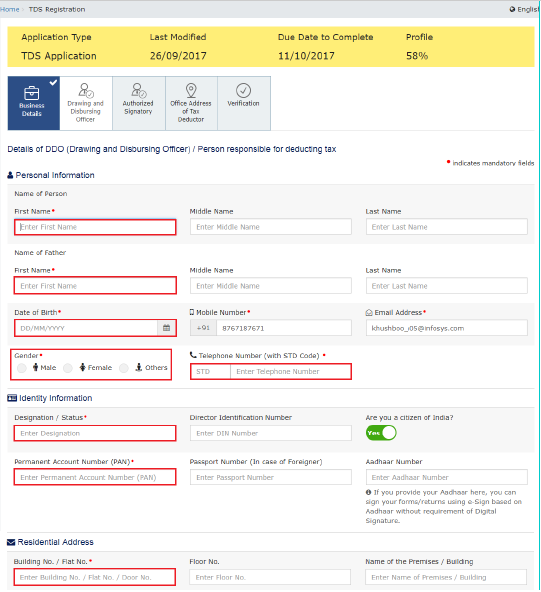 Home › TDS Registration English
Application Type Last Modified Due Date to Complete Profile
TDS Application 26/09/2017 11/10/2017 58%
Business Details
Drawing and Disbursing Officer
Authorized Signatory
Office Address of Tax Deductor
Verification
Details of DDO (Drawing and Disbursing Officer) / Person responsible for deducting tax
• indicates mandatory fields
Personal Information
Name of Person
First Name• Middle Name Last Name
Enter First Name Enter Middle Name Enter Last Name
Name of Father
First Name• Middle Name Last Name
Enter First Name Enter Middle Name Enter Last Name
Date of Birth• Mobile Number• Email Address•
DD/MM/YYYY +91 8767187671 khushboo_i05@infosys.com
Gender• Telephone Number (with STD Code) •
Male Female Others STD Enter Telephone Number
Identity Information
Designation / Status• Director Identification Number Are you a citizen of India?
Enter Designation Enter DIN Number Yes
Permanent Account Number (PAN)• Passport Number (In case of Foreigner) Aadhaar Number
Enter Permanent Account Number (PAN) Enter Passport Number Enter Aadhaar Number
If you provide your Aadhaar here, you can
sign your forms/returns using e-Sign based on
Aadhaar without requirement of Digital
Signature.
Residential Address
Building No. / Flat No.• Floor No. Name of the Premises / Building
Enter Building No. / Flat No. / Door No. Enter Floor No. Enter Name of Premises / Building